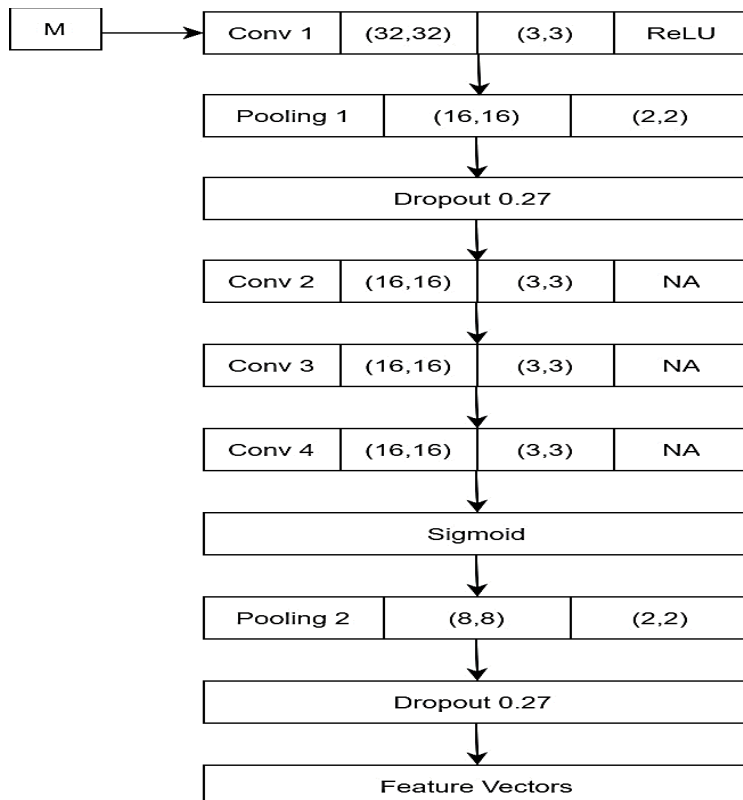 M Conv 1 (32,32) (3,3) ReLU
Pooling 1 (16,16) (2,2)
Dropout 0.27
Conv 2 (16,16) (3,3) NA
Conv 3 (16,16) (3,3) NA
Conv 4 (16,16) (3,3) NA
Sigmoid
Pooling 2 (8,8) (2,2)
Dropout 0.27
Feature Vectors